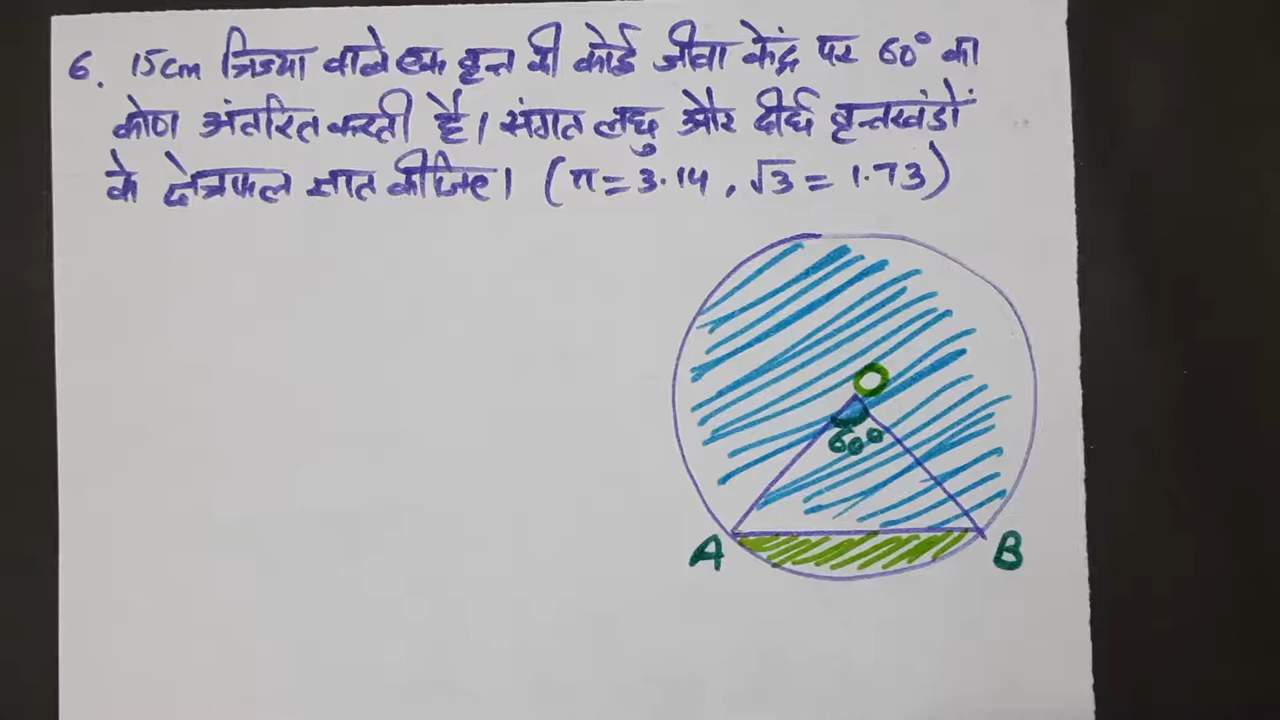 6. 15cm त्रिज्या वाले एक वृत्त की कोई जीवा केंद्र पर 60° का
कोण अंतरित करती है। संगत लघु और दीर्घ वृत्तखंडों
के क्षेत्रफल ज्ञात कीजिए। (π = 3.14, √3 = 1.73)
O
60°
A B